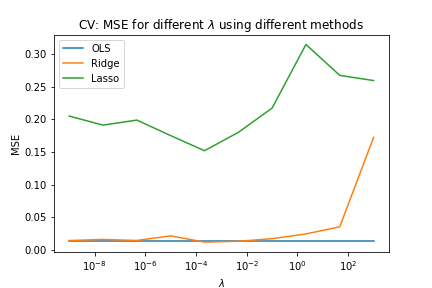 CV: MSE for different λ using different methods
OLS
Ridge
Lasso
MSE
0.30
0.25
0.20
0.15
0.10
0.05
0.00
10⁻⁸ 10⁻⁶ 10⁻⁴ 10⁻² 10⁰ 10²
λ